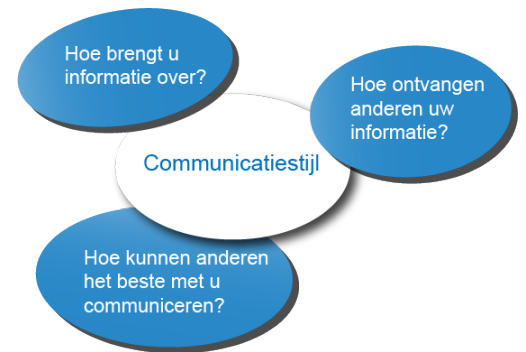 Hoe brengt u
informatie over?
Hoe ontvangen
anderen uw
informatie?
Communicatiestijl
Hoe kunnen anderen
het beste met u
communiceren?